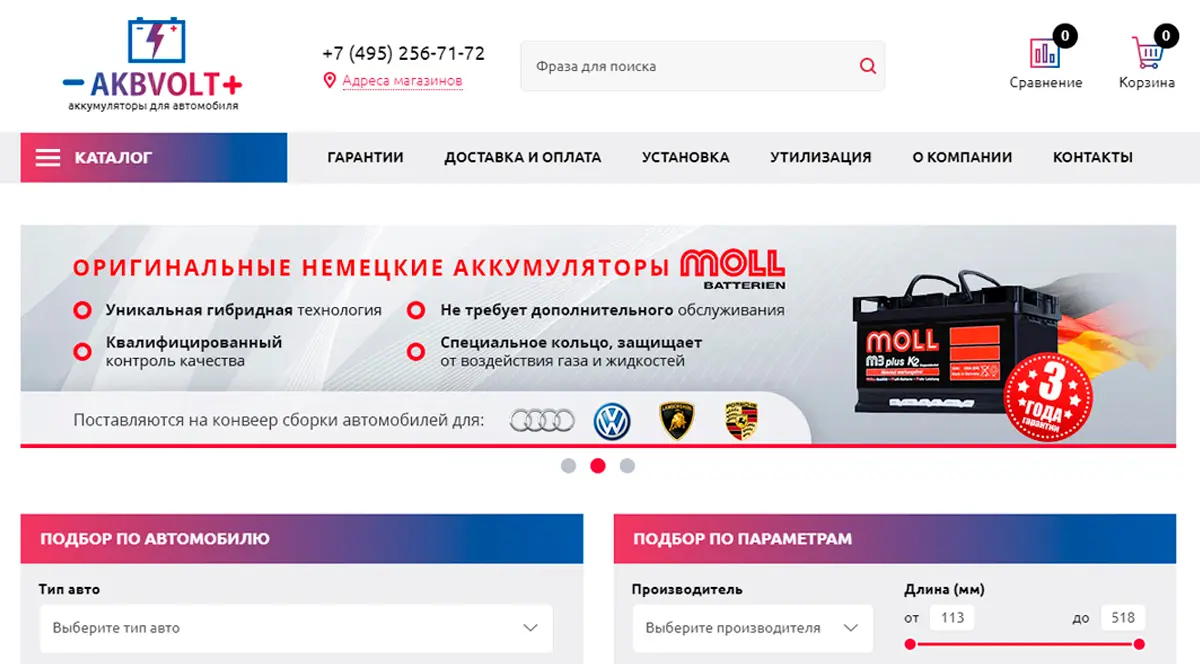 +7 (495) 256-71-72
Фраза для поиска
0
0
Адреса магазинов
Сравнение
Корзина
AKBVOLT+
аккумуляторы для автомобиля
КАТАЛОГ
ГАРАНТИИ
ДОСТАВКА И ОПЛАТА
УСТАНОВКА
УТИЛИЗАЦИЯ
О КОМПАНИИ
КОНТАКТЫ
ОРИГИНАЛЬНЫЕ НЕМЕЦКИЕ АККУМУЛЯТОРЫ MOLL
BATTERIEN
Уникальная гибридная технология
Не требует дополнительного обслуживания
Квалифицированный
контроль качества
Специальное кольцо, защищает
от воздействия газа и жидкостей
MOLL
M3 plus K2
3
ГОДА
гарантии
Поставляются на конвеер сборки автомобилей для:
ПОДБОР ПО АВТОМОБИЛЮ
Тип авто
Выберите тип авто
ПОДБОР ПО ПАРАМЕТРАМ
Производитель
Выберите производителя
Длина (мм)
от 113 до 518